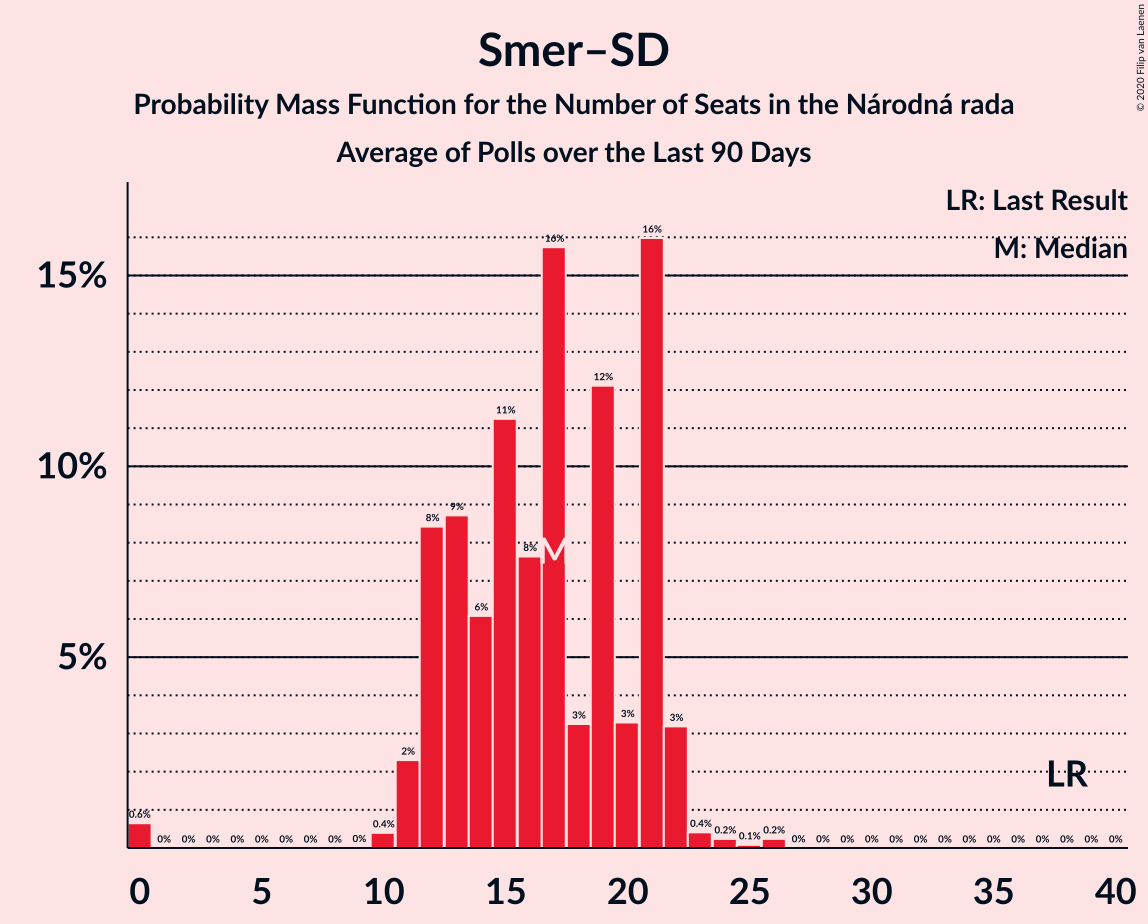 Smer–SD
Probability Mass Function for the Number of Seats in the Národná rada
Average of Polls over the Last 90 Days
© 2020 Filip van Laenen
LR: Last Result
M: Median
15%
10%
5%
0.6% 0% 0% 0% 0% 0% 0% 0% 0% 0% 0.4% 2% 8% 9% 6% 11% 8% 16% 3% 12% 3% 16% 3% 0.4% 0.2% 0.1% 0.2% 0% 0% 0% 0% 0% 0% 0% 0% 0% 0% 0% 0% 0% 0%
M
LR
0 5 10 15 20 25 30 35 40